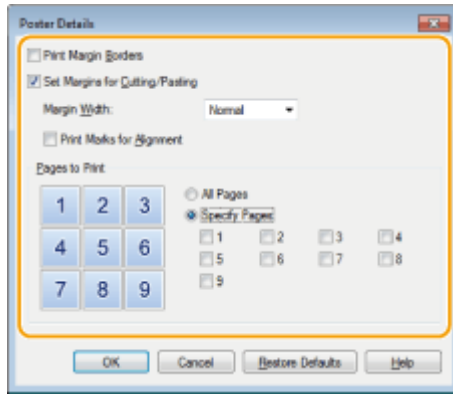 Poster Details
Print Margin Borders
Set Margins for Cutting/Pasting
Margin Width: Normal
Print Marks for Alignment
Pages to Print
1 2 3
4 5 6
7 8 9
All Pages
Specify Pages
1 2 3 4
5 6 7 8
9
OK Cancel Restore Defaults Help